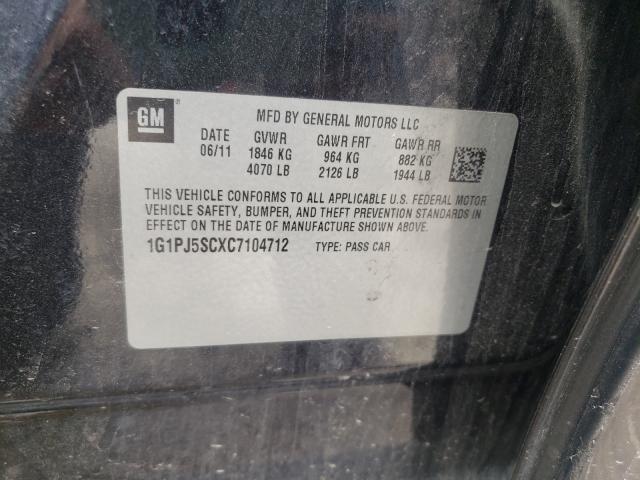 GM ®
MFD BY GENERAL MOTORS LLC
DATE GVWR GAWR FRT GAWR RR
06/11 1846 KG 964 KG 882 KG
4070 LB 2126 LB 1944 LB
THIS VEHICLE CONFORMS TO ALL APPLICABLE U.S. FEDERAL MOTOR
VEHICLE SAFETY, BUMPER, AND THEFT PREVENTION STANDARDS IN
EFFECT ON THE DATE OF MANUFACTURE SHOWN ABOVE.
1G1PJ5SCXC7104712 TYPE: PASS CAR